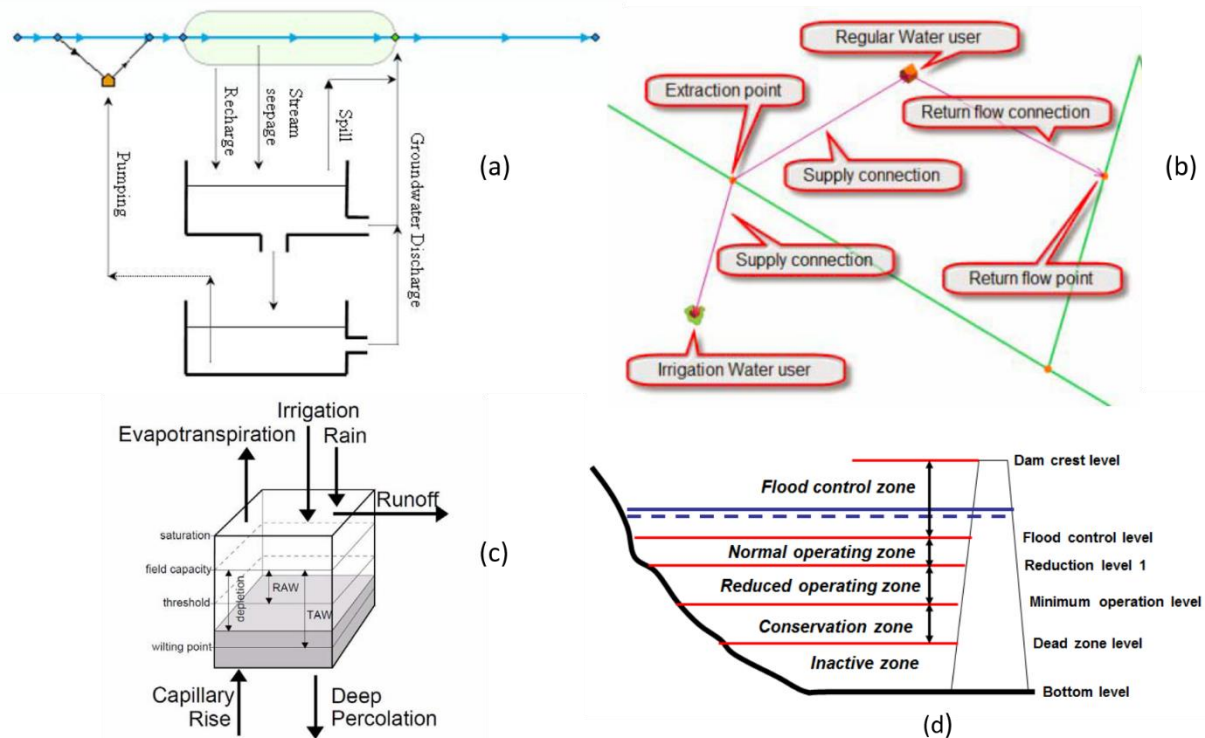 Recharge
Stream
seepage
Spill
Groundwater Discharge
Pumping
(a)
Regular Water user
Extraction point
Return flow connection
Supply connection
Supply connection
Return flow point
Irrigation Water user
(b)
Irrigation
Evapotranspiration
Rain
Runoff
saturation
field capacity
threshold
wilting point
depletion
RAW
TAW
Capillary
Rise
Deep
Percolation
(c)
Dam crest level
Flood control zone
Flood control level
Normal operating zone
Reduction level 1
Reduced operating zone
Minimum operation level
Conservation zone
Dead zone level
Inactive zone
Bottom level
(d)